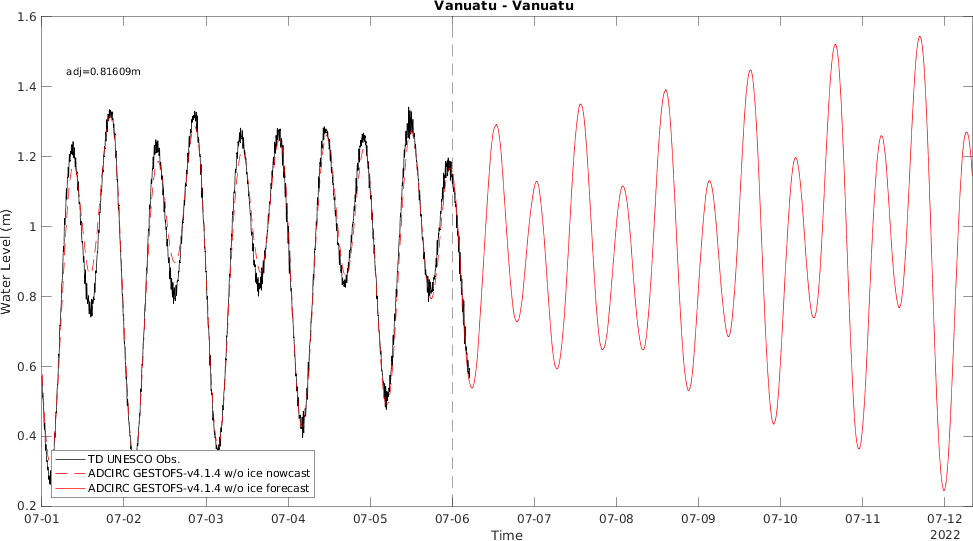 Vanuatu - Vanuatu
1.6
1.4
1.2
1
0.8
0.6
0.4
0.2
Water Level (m)
adj=0.81609m
TD UNESCO Obs.
ADCIRC GESTOFS-v4.1.4 w/o ice nowcast
ADCIRC GESTOFS-v4.1.4 w/o ice forecast
07-01 07-02 07-03 07-04 07-05 07-06 07-07 07-08 07-09 07-10 07-11 07-12
2022
Time